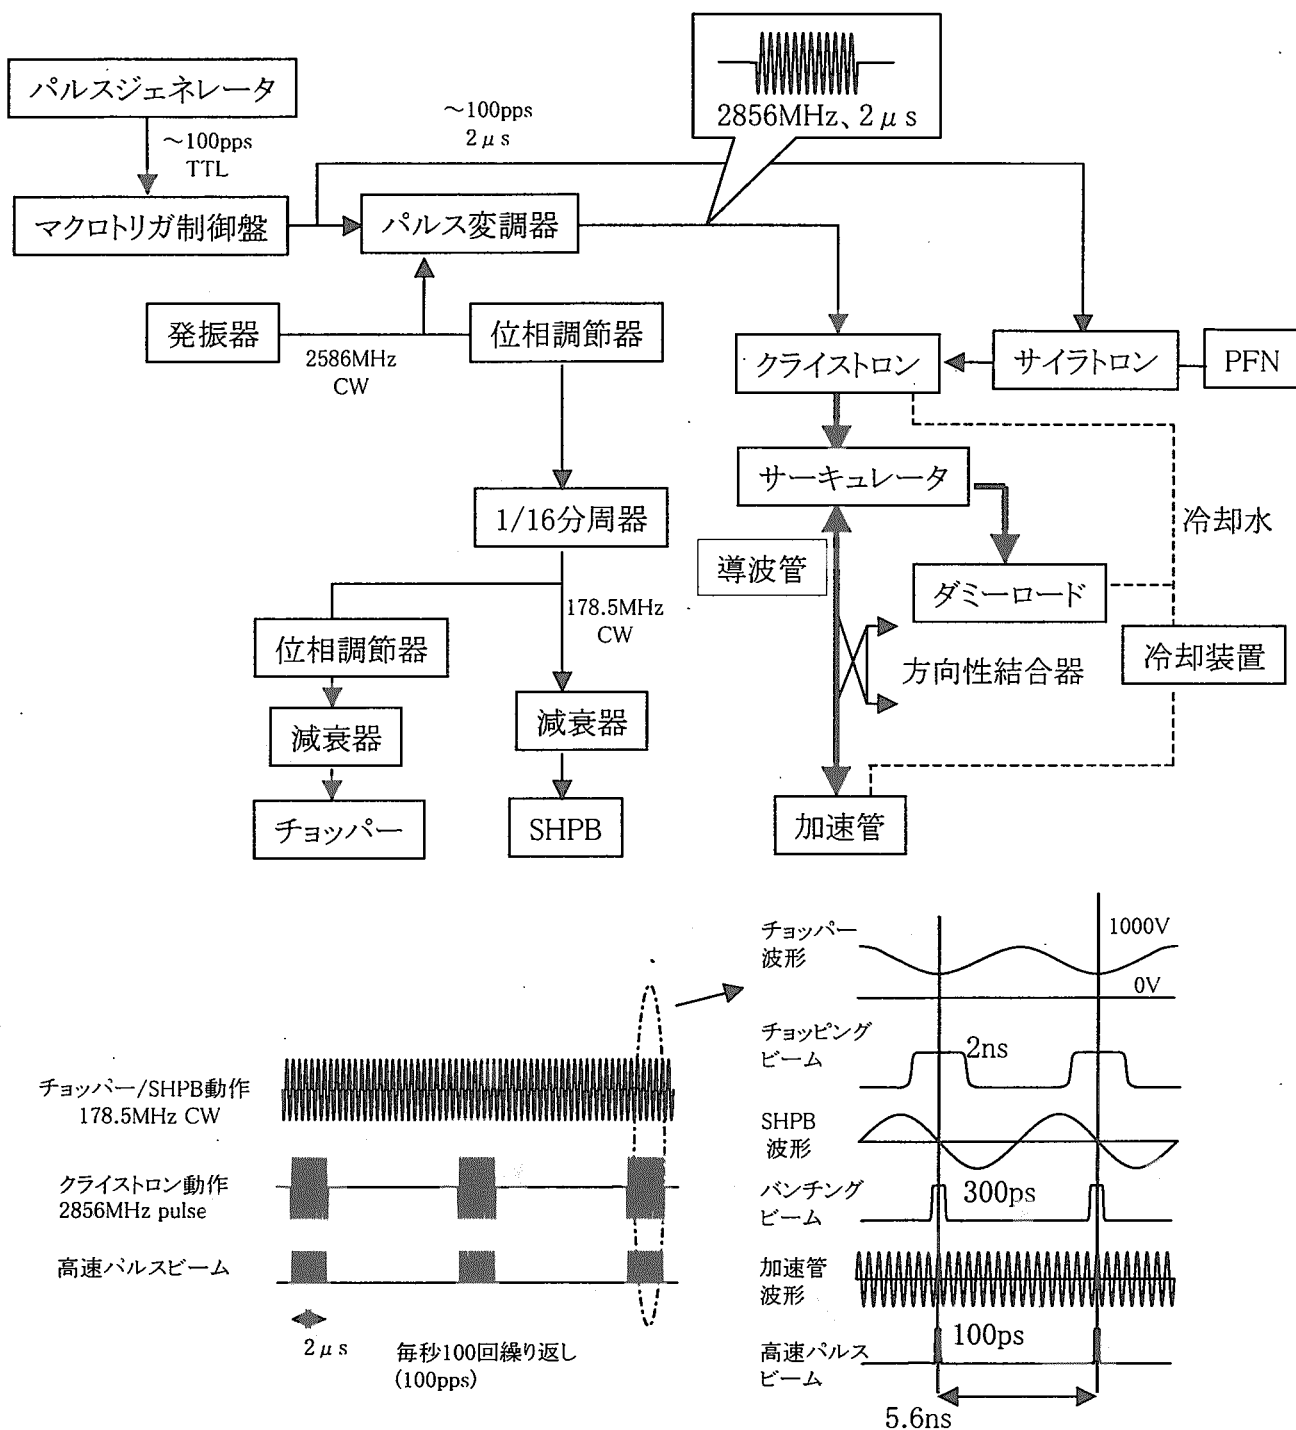 パルスジェネレータ
～100pps
TTL
～100pps
2μs
2856MHz、2μs
マクロトリガ制御盤
パルス変調器
発振器
2586MHz
CW
位相調節器
クライストロン
サイラトロン
PFN
サーキュレータ
1/16分周器
冷却水
導波管
ダミーロード
178.5MHz
CW
位相調節器
方向性結合器
冷却装置
減衰器
減衰器
チョッパー
SHPB
加速管
チョッパー/SHPB動作
178.5MHz CW
クライストロン動作
2856MHz pulse
高速パルスビーム
2μs
毎秒100回繰り返し
(100pps)
チョッパー
波形
1000V
0V
チョッピング
ビーム
2ns
SHPB
波形
バンチング
ビーム
300ps
加速管
波形
100ps
高速パルス
ビーム
5.6ns